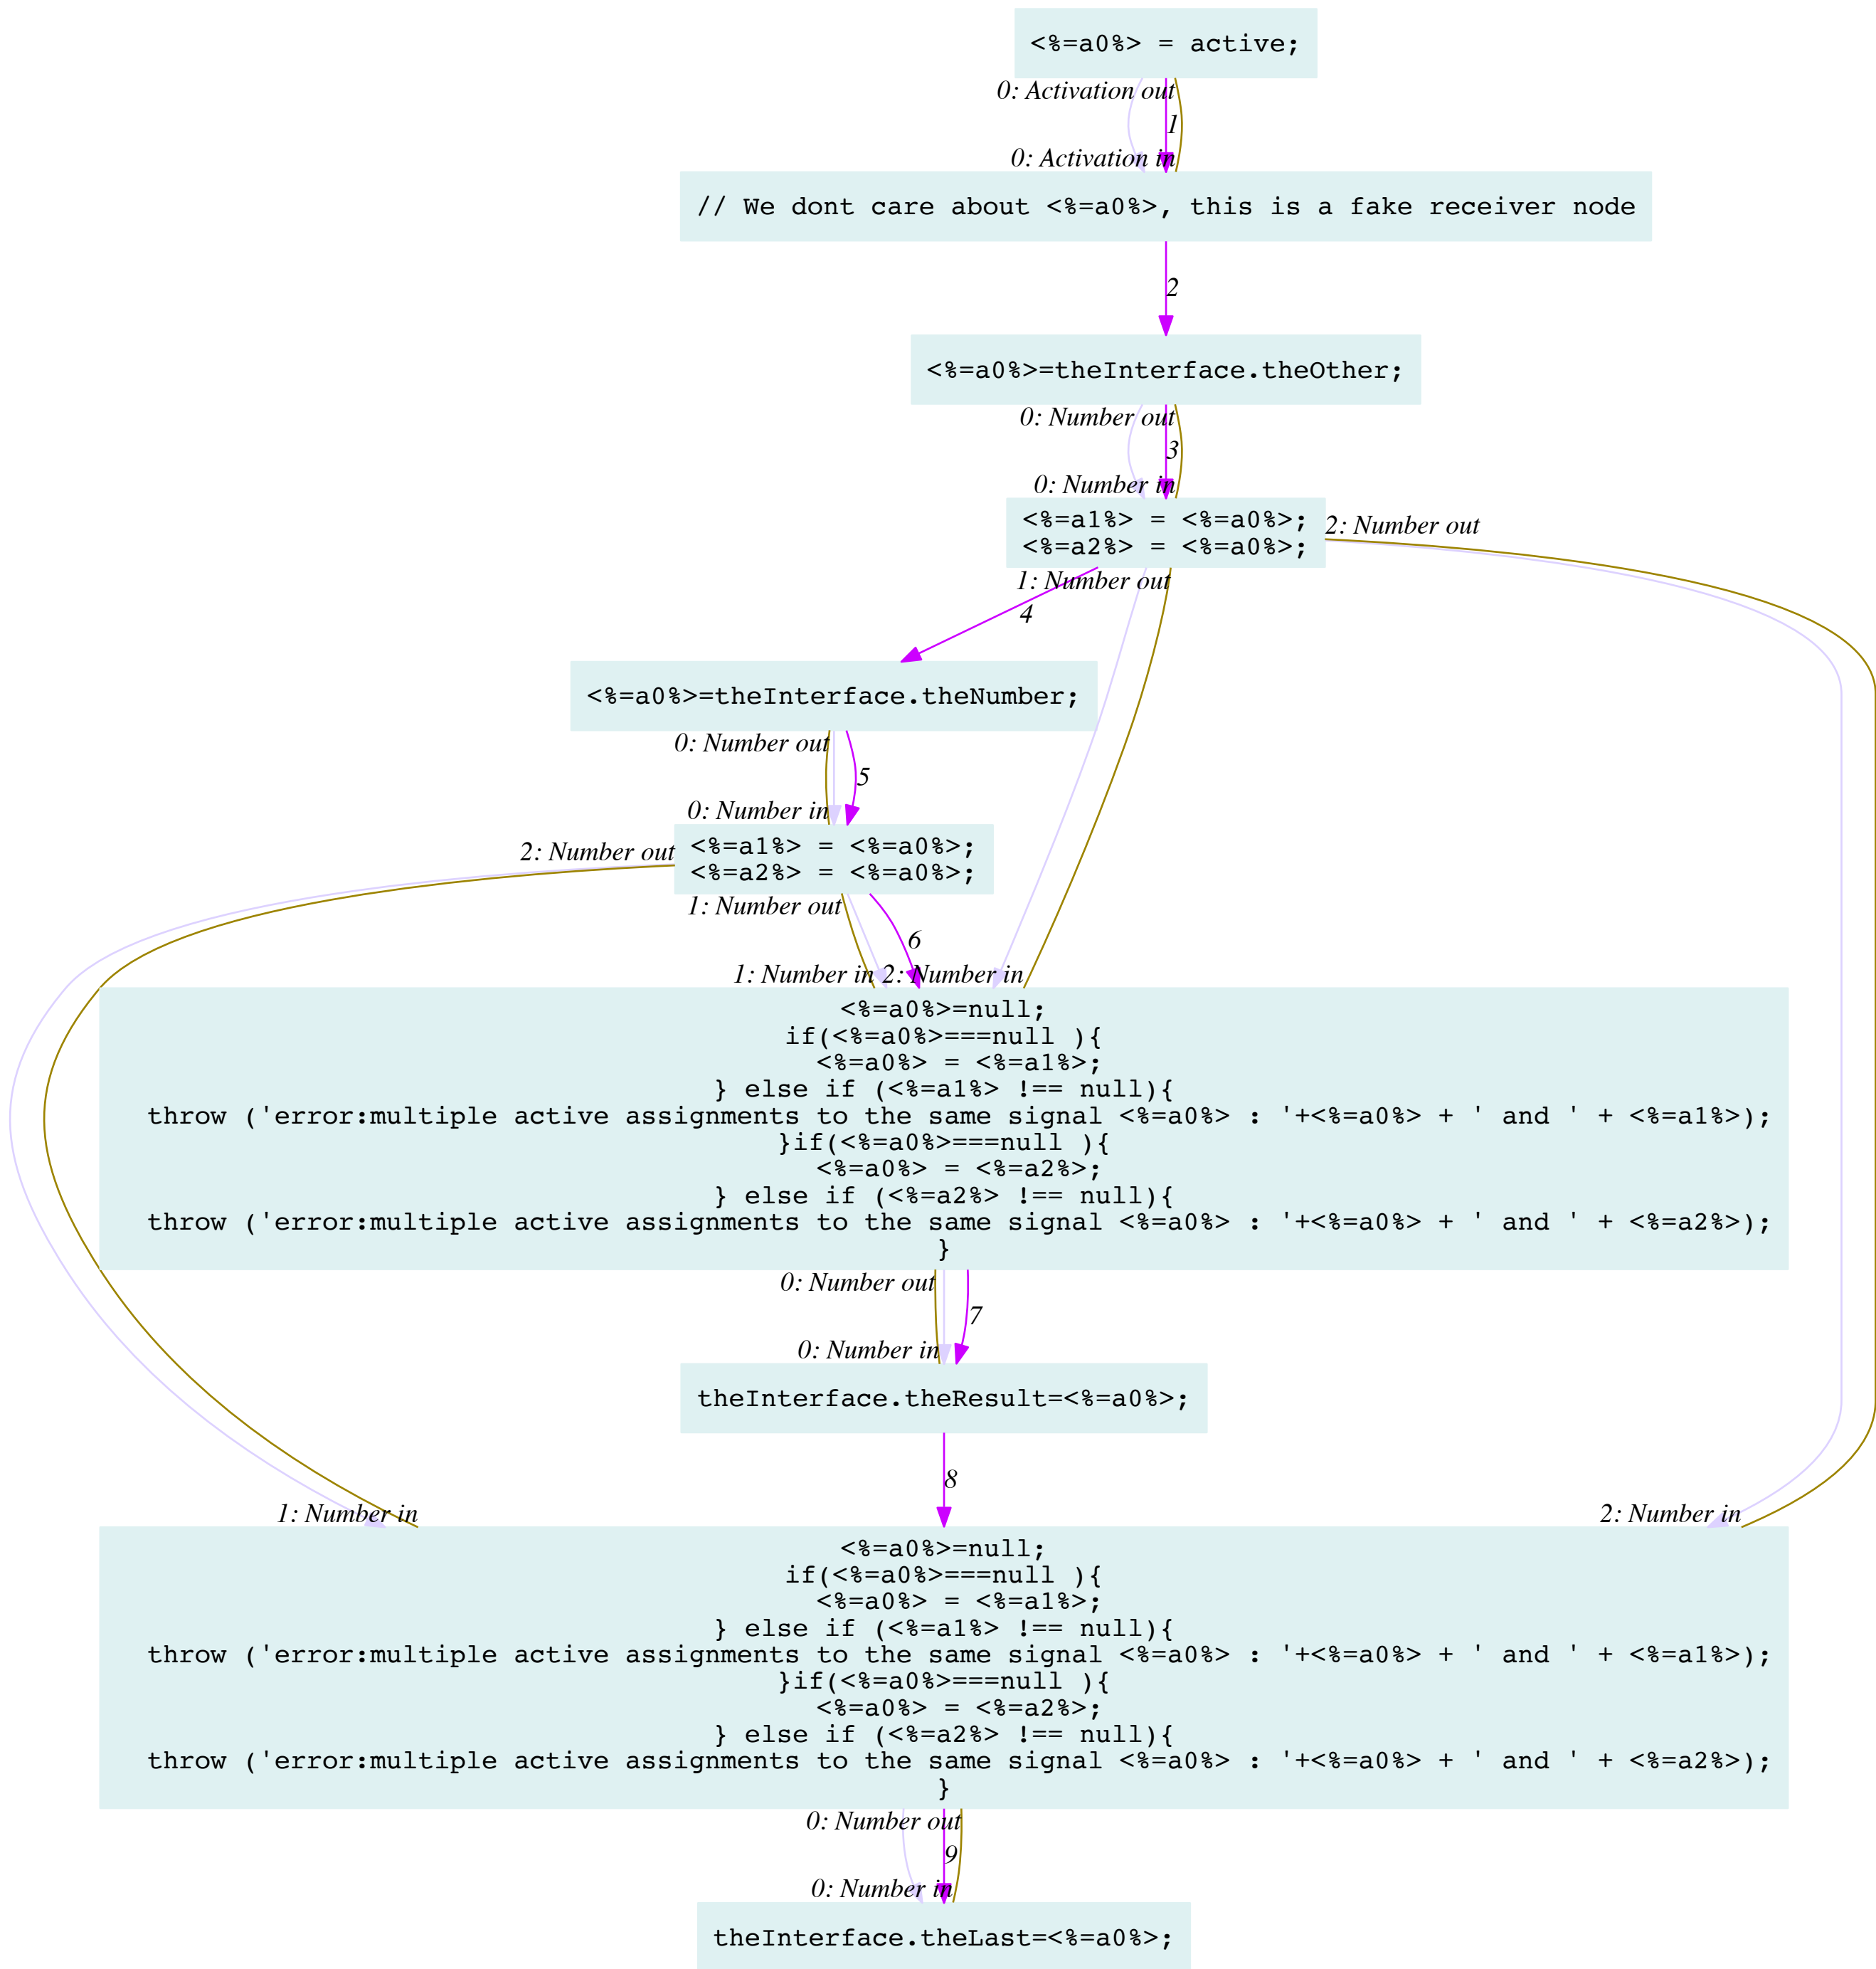 <%=a0%> = active;
0: Activation out
1
0: Activation in
// We dont care about <%=a0%>, this is a fake receiver node
2
<%=a0%>=theInterface.theOther;
0: Number out
3
0: Number in
<%=a1%> = <%=a0%>;
<%=a2%> = <%=a0%>;
2: Number out
1: Number out
4
<%=a0%>=theInterface.theNumber;
0: Number out
5
0: Number in
2: Number out
<%=a1%> = <%=a0%>;
<%=a2%> = <%=a0%>;
1: Number out
6
1: Number in
2: Number in
<%=a0%>=null;
if(<%=a0%>===null ){
<%=a0%> = <%=a1%>;
} else if (<%=a1%> !== null){
throw ('error:multiple active assignments to the same signal <%=a0%> : '+<%=a0%> + ' and ' + <%=a1%>);
}if(<%=a0%>===null ){
<%=a0%> = <%=a2%>;
} else if (<%=a2%> !== null){
throw ('error:multiple active assignments to the same signal <%=a0%> : '+<%=a0%> + ' and ' + <%=a2%>);
}
0: Number out
7
0: Number in
theInterface.theResult=<%=a0%>;
8
1: Number in
2: Number in
<%=a0%>=null;
if(<%=a0%>===null ){
<%=a0%> = <%=a1%>;
} else if (<%=a1%> !== null){
throw ('error:multiple active assignments to the same signal <%=a0%> : '+<%=a0%> + ' and ' + <%=a1%>);
}if(<%=a0%>===null ){
<%=a0%> = <%=a2%>;
} else if (<%=a2%> !== null){
throw ('error:multiple active assignments to the same signal <%=a0%> : '+<%=a0%> + ' and ' + <%=a2%>);
}
0: Number out
9
0: Number in
theInterface.theLast=<%=a0%>;